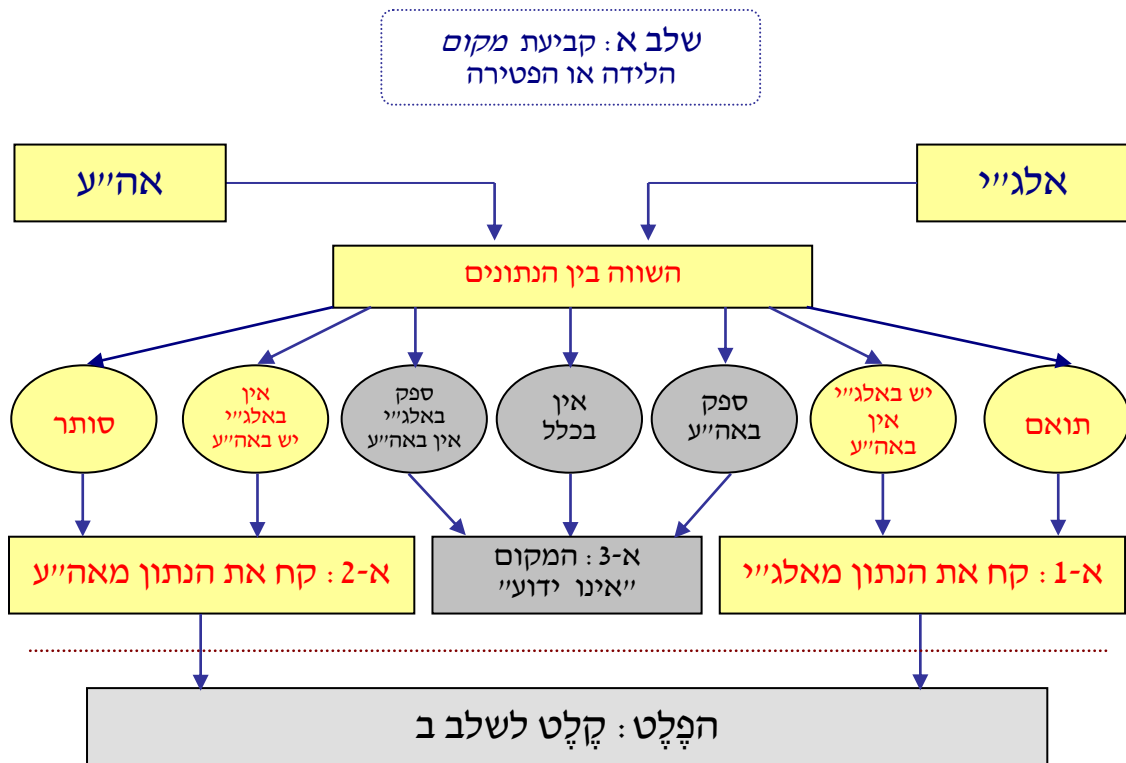 שלב א: קביעת מקום
הלידה או הפטירה
אלג״י
אה״ע
השווה בין הנתונים
תואם
יש באלג״י
אין
באה״ע
ספק
באה״ע
אין
בכלל
ספק
באלג״י
אין באה״ע
אין
באלג״י
יש באה״ע
סותר
א-1: קח את הנתון מאלג״י
א-3: המקום
״אינו ידוע״
א-2: קח את הנתון מאה״ע
הפֶלֶט: קֶלֶט לשלב ב